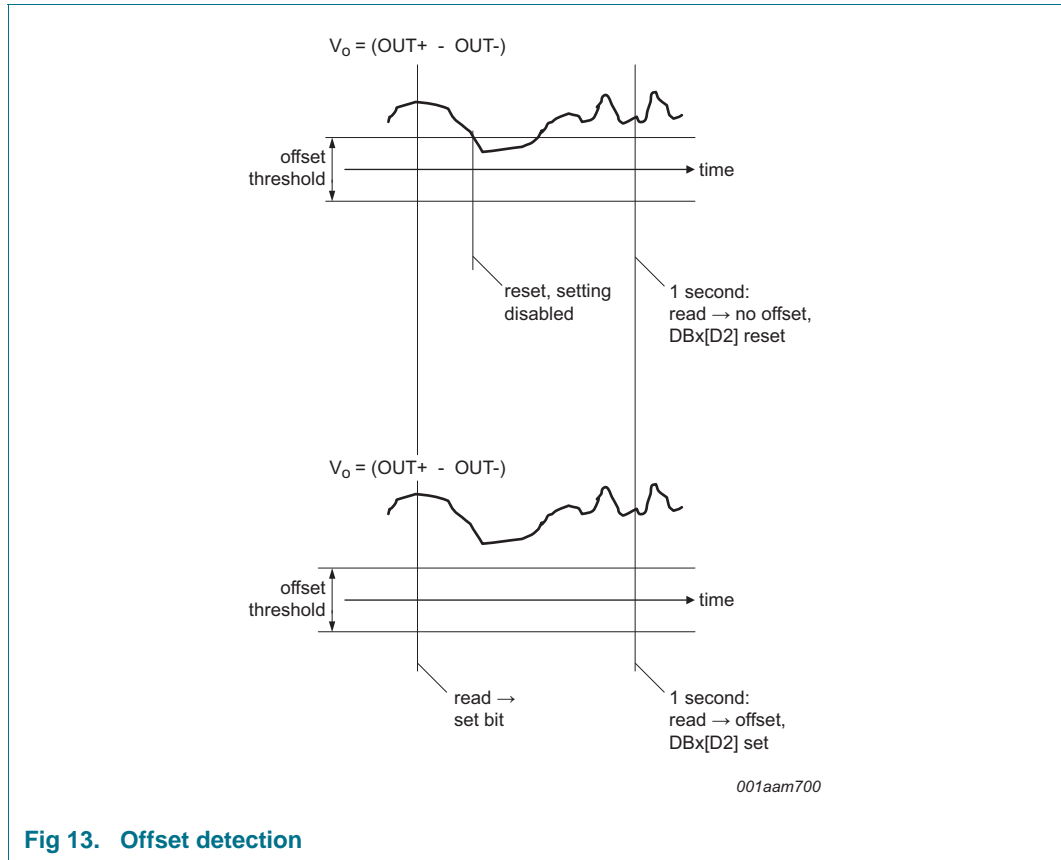 Vo = (OUT+ - OUT-)
offset
threshold
time
reset, setting
disabled
1 second:
read → no offset,
DBx[D2] reset
Vo = (OUT+ - OUT-)
offset
threshold
time
read →
set bit
1 second:
read → offset,
DBx[D2] set
001aam700
Fig 13. Offset detection